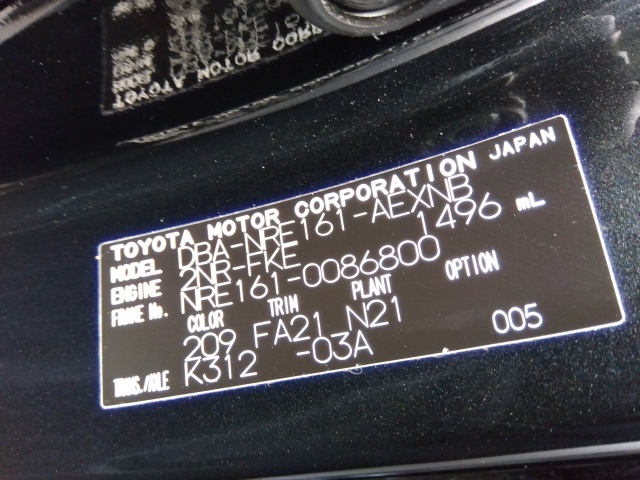 TOYOTA MOTOR CORPORATION JAPAN
MODEL DBA-NRE161-AEXNB
ENGINE 2NR-FKE 1496 mL
FRAME No. NRE161-0086800
COLOR TRIM PLANT OPTION
209 FA21 N21
TRANS./AXLE K312 -03A 005